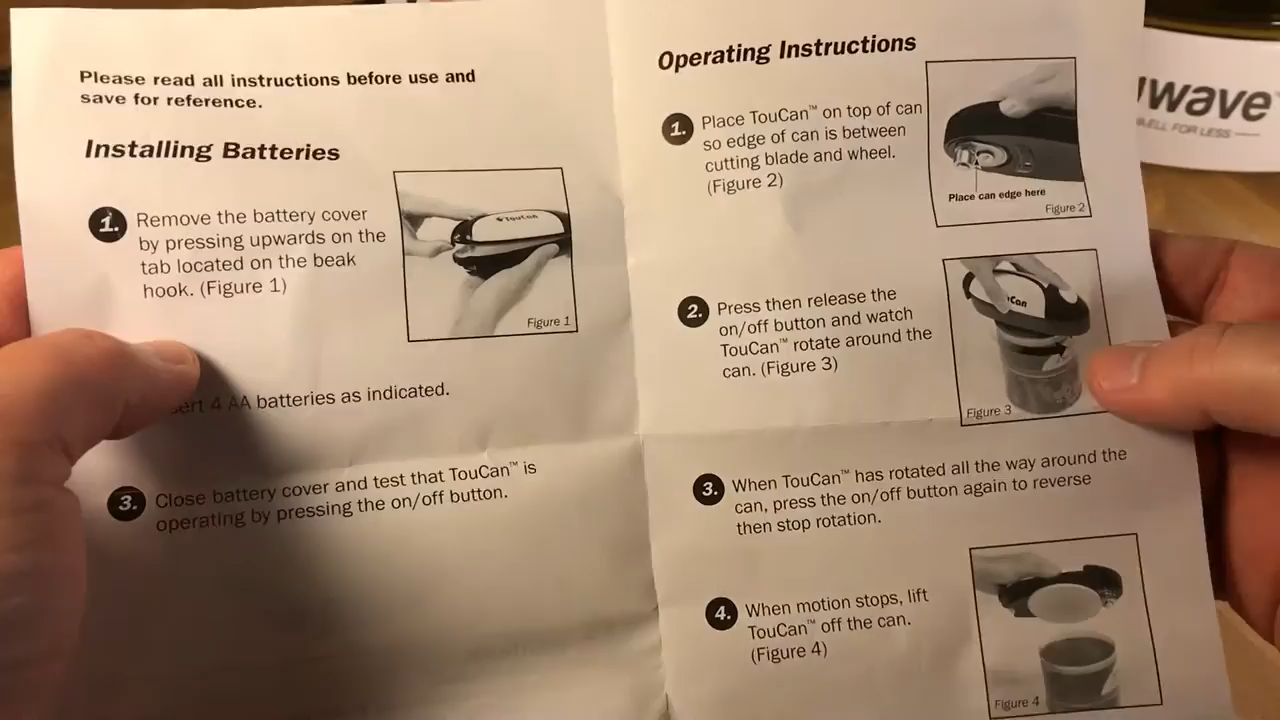 Please read all instructions before use and
save for reference.
Installing Batteries
1. Remove the battery cover
by pressing upwards on the
tab located on the beak
hook. (Figure 1)
TouCan
Figure 1
4 AA batteries as indicated.
3. Close battery cover and test that TouCan™ is
operating by pressing the on/off button.
Operating Instructions
1. Place TouCan™ on top of can
so edge of can is between
cutting blade and wheel.
(Figure 2)
Place can edge here
Figure 2
2. Press then release the
on/off button and watch
TouCan™ rotate around the
can. (Figure 3)
Can
Figure 3
3. When TouCan™ has rotated all the way around the
can, press the on/off button again to reverse
then stop rotation.
4. When motion stops, lift
TouCan™ off the can.
(Figure 4)
Figure 4
wave
FOR LESS